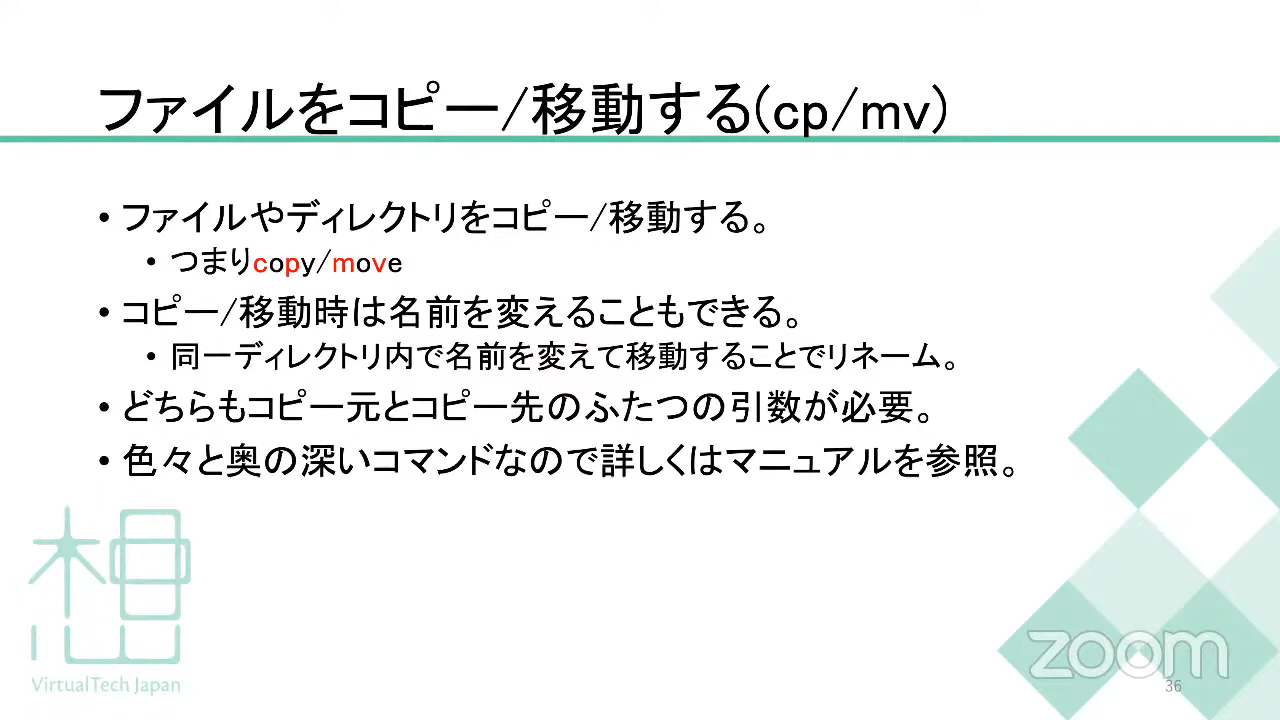 ファイルをコピー/移動する(cp/mv)
• ファイルやディレクトリをコピー/移動する。
• つまりcopy/move
• コピー/移動時は名前を変えることもできる。
• 同一ディレクトリ内で名前を変えて移動することでリネーム。
• どちらもコピー元とコピー先のふたつの引数が必要。
• 色々と奥の深いコマンドなので詳しくはマニュアルを参照。
想
VirtualTech Japan
zoom
36